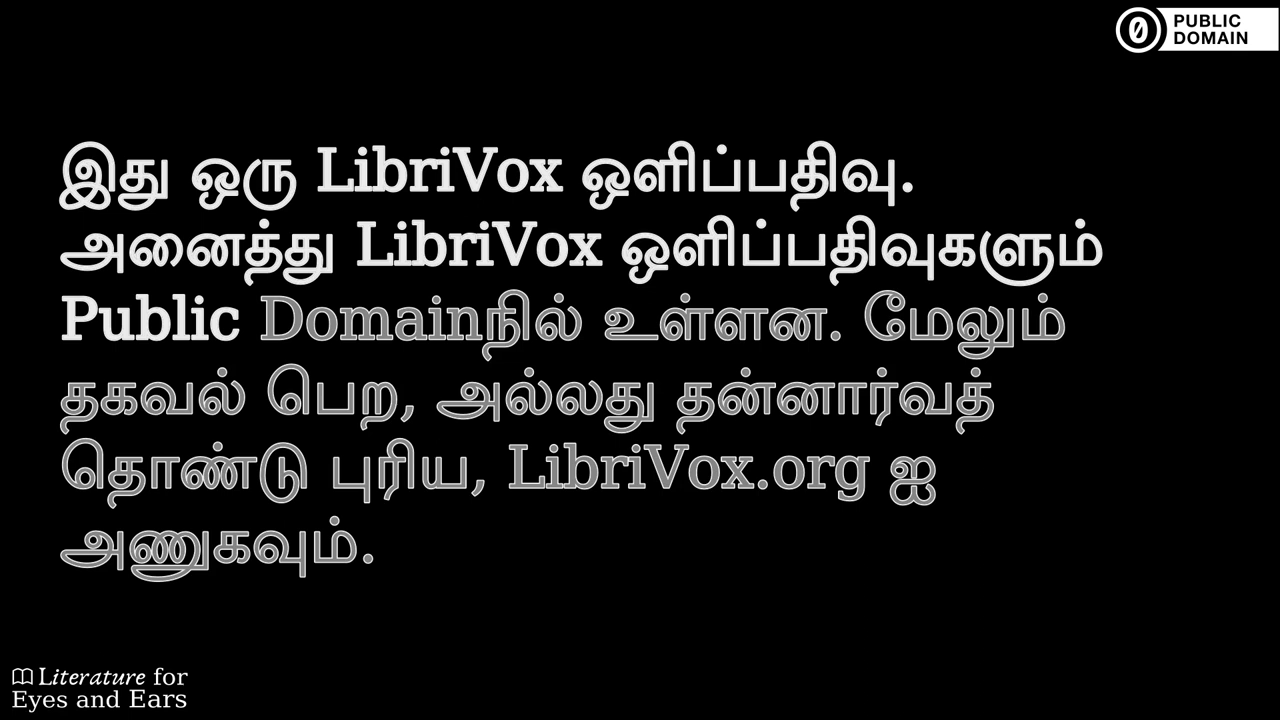 PUBLIC
DOMAIN
இது ஒரு LibriVox ஒளிப்பதிவு.
அனைத்து LibriVox ஒளிப்பதிவுகளும்
Public Domainநில் உள்ளன. மேலும்
தகவல் பெற, அல்லது தன்னார்வத்
தொண்டு புரிய, LibriVox.org ஐ
அணுகவும்.
Literature for
Eyes and Ears